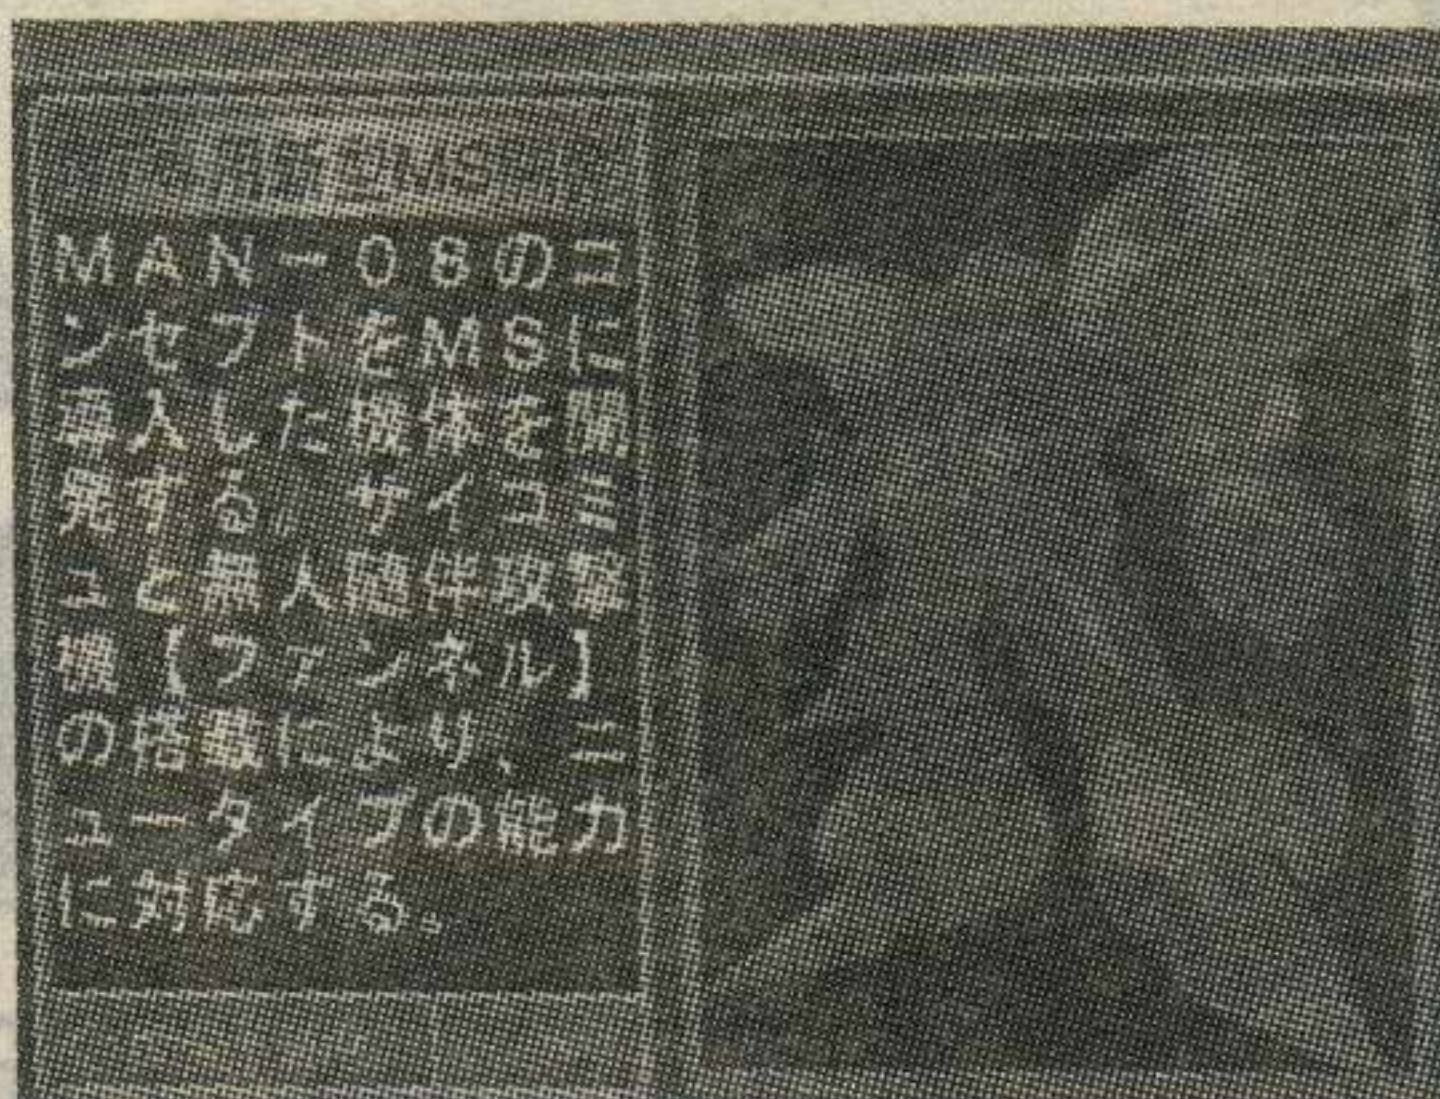 MAN-08のコ
ンセプトをMSに
導入した機体を開
発する。サイコミ
ュと無人随伴攻撃
機【ファンネル】
の搭載により、ニ
ュータイプの能力
に対応する。